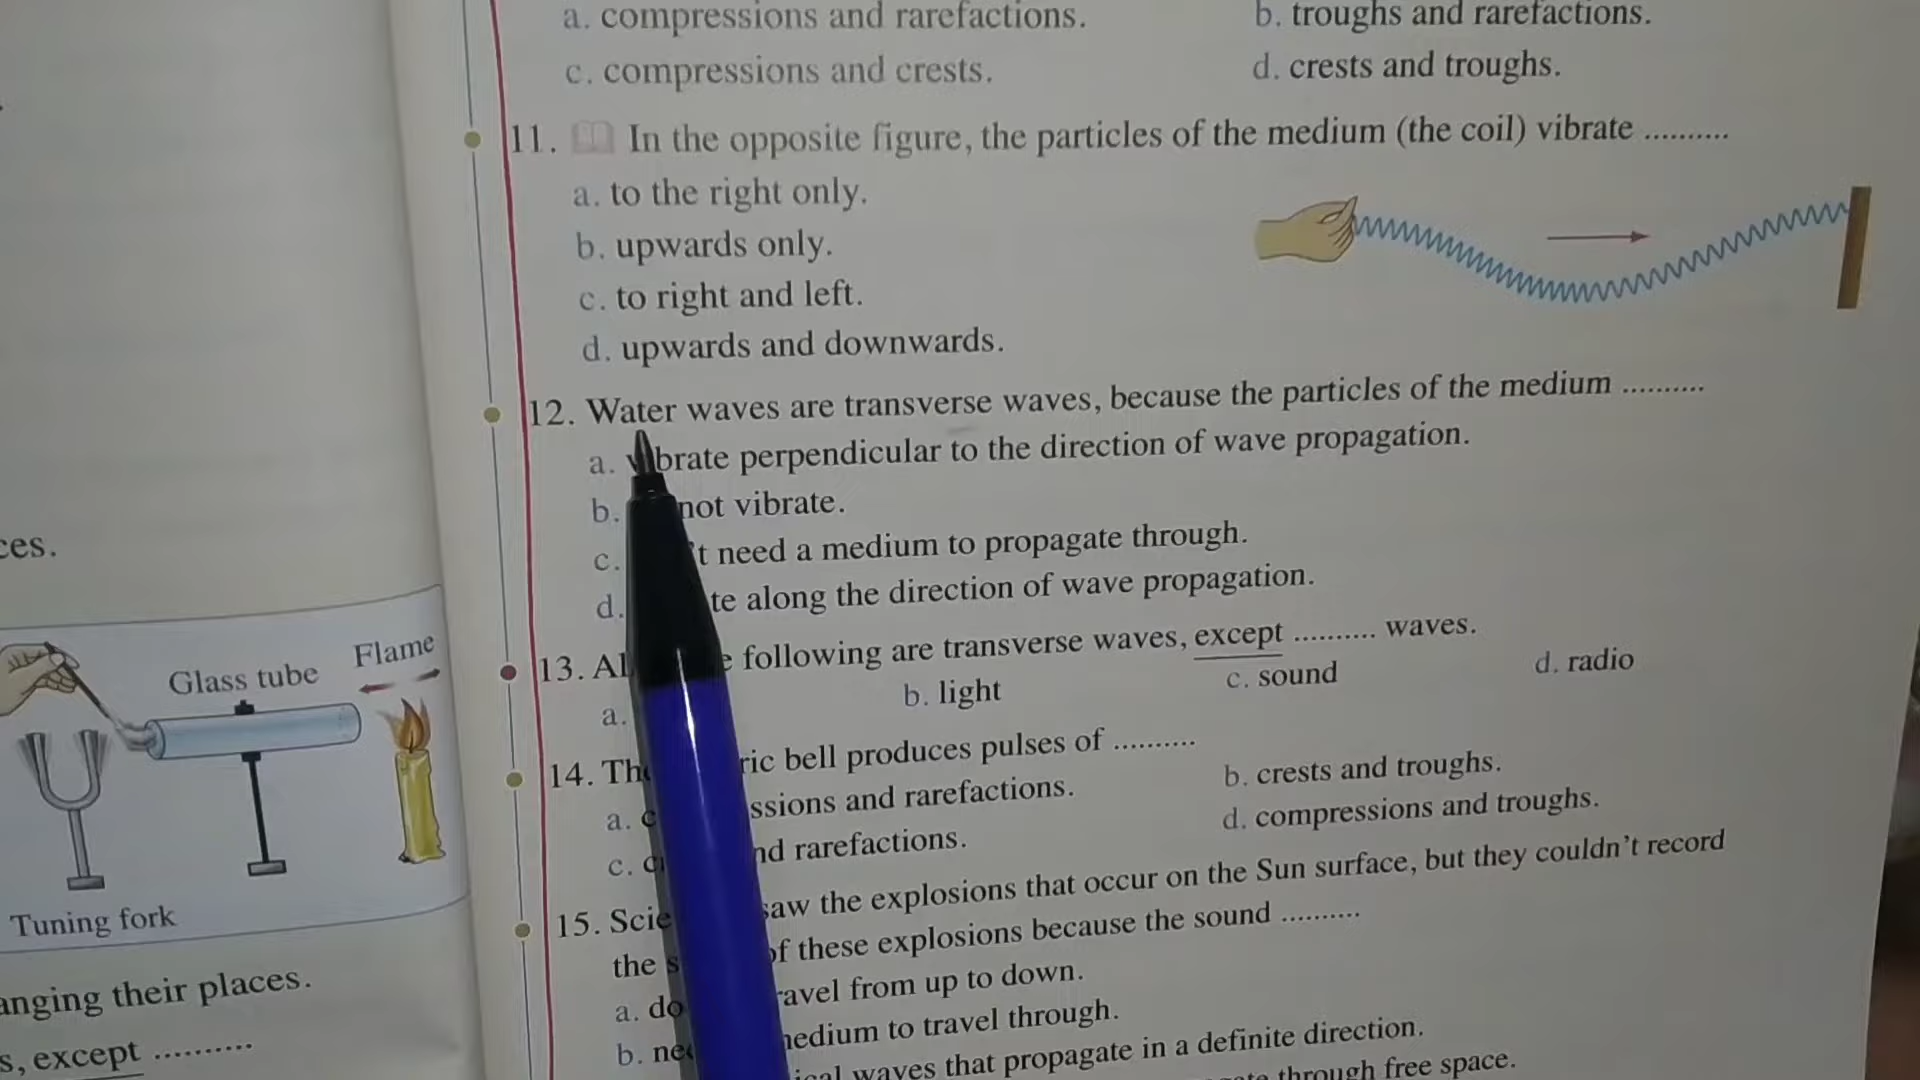 ces.
Glass tube
Flame
Tuning fork
anging their places.
s, except ..........
a. compressions and rarefactions.
b. troughs and rarefactions.
c. compressions and crests.
d. crests and troughs.
11. In the opposite figure, the particles of the medium (the coil) vibrate ..........
a. to the right only.
b. upwards only.
c. to right and left.
d. upwards and downwards.
12. Water waves are transverse waves, because the particles of the medium ..........
a. vibrate perpendicular to the direction of wave propagation.
b. not vibrate.
c. 't need a medium to propagate through.
d. te along the direction of wave propagation.
13. Al e following are transverse waves, except .......... waves.
a.
b. light
c. sound
d. radio
14. The ric bell produces pulses of ..........
a. c ssions and rarefactions.
b. crests and troughs.
c. nd rarefactions.
d. compressions and troughs.
15. Scie saw the explosions that occur on the Sun surface, but they couldn't record
the s of these explosions because the sound ..........
a. do ravel from up to down.
b. nee medium to travel through.
ical waves that propagate in a definite direction.
through free space.